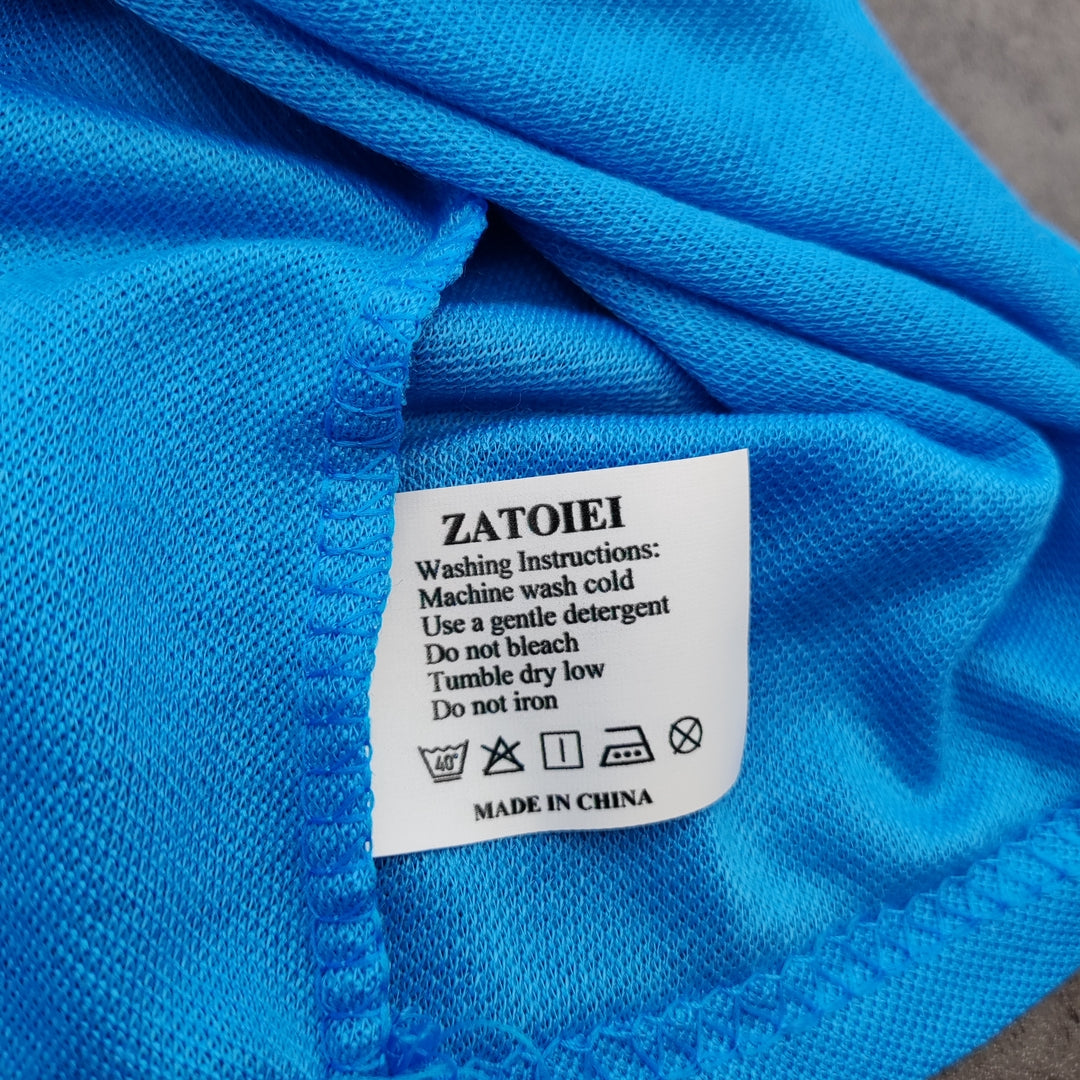 ZATOIEI
Washing Instructions:
Machine wash cold
Use a gentle detergent
Do not bleach
Tumble dry low
Do not iron
40°
MADE IN CHINA